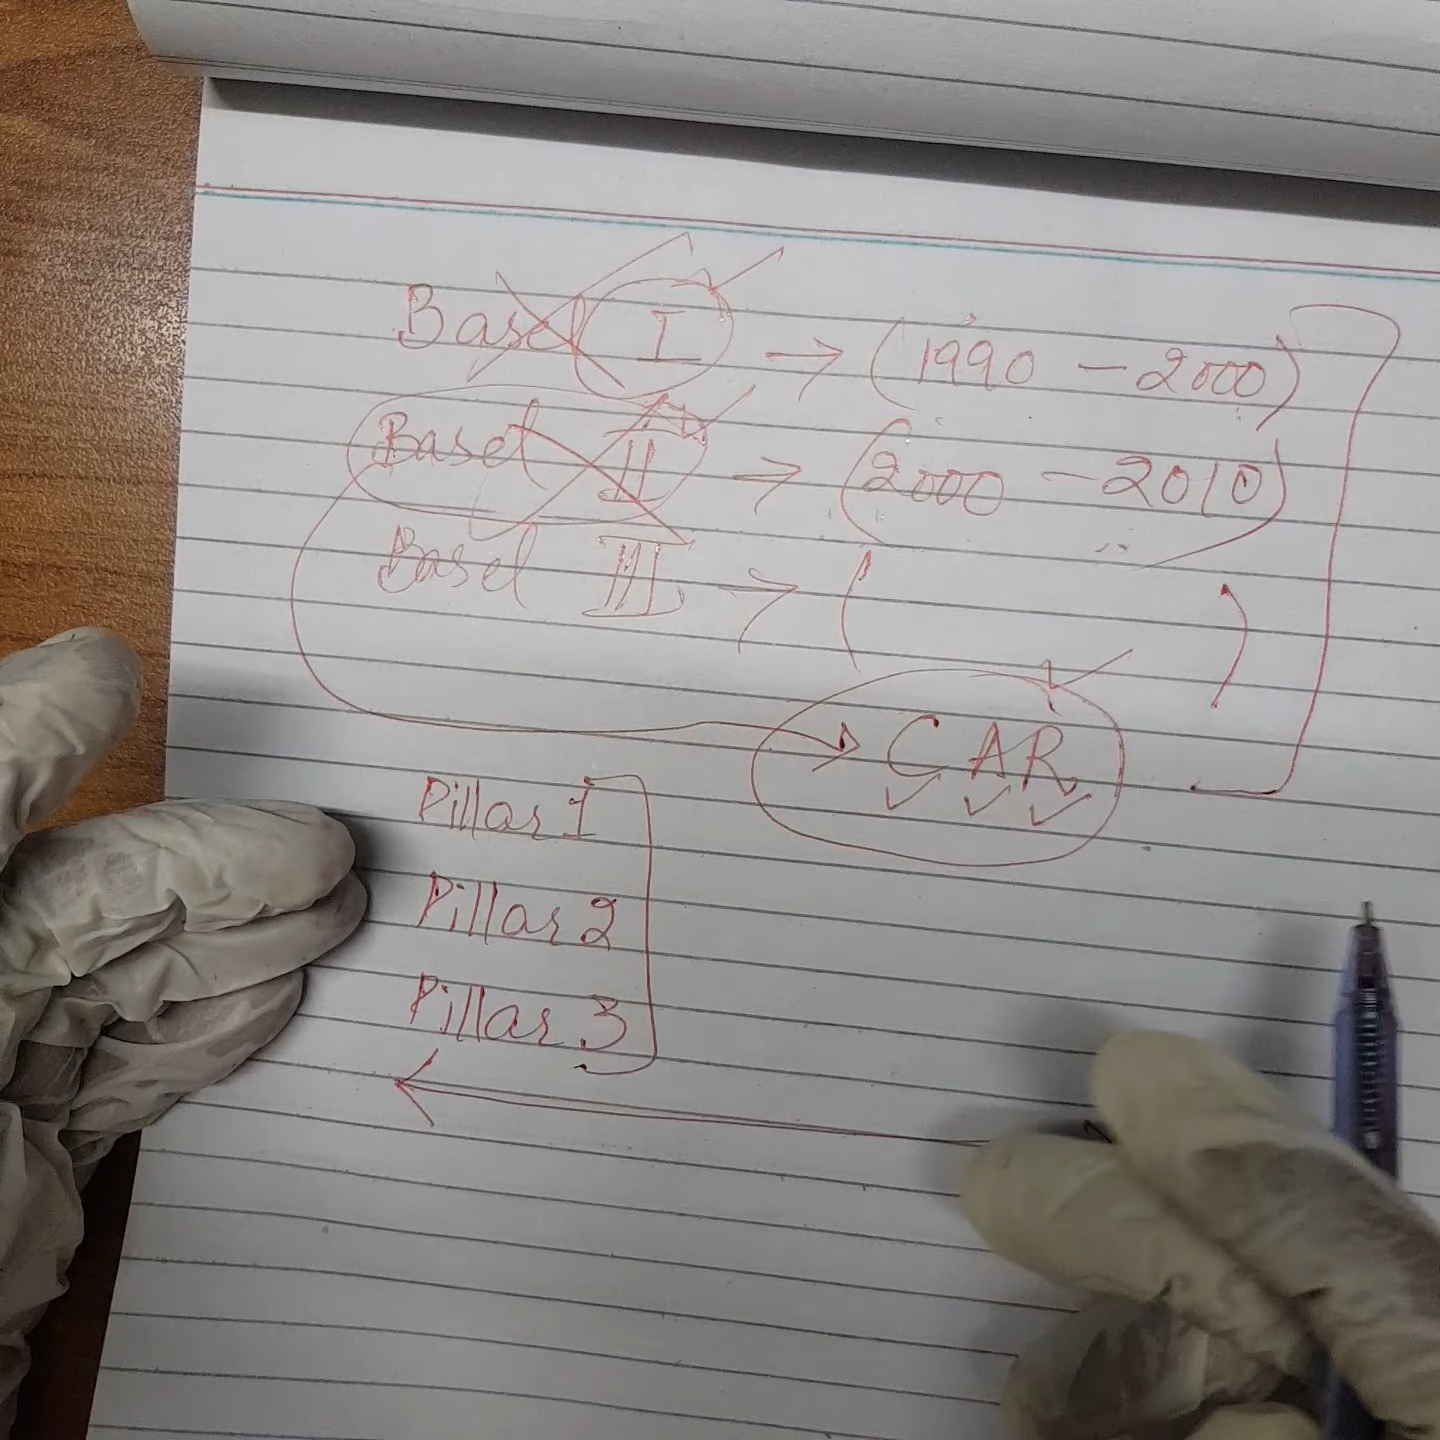 Basel I → (1990 – 2000)
Basel II → (2000 – 2010)
Basel III → ( )
→ CAR
Pillar 1
Pillar 2
Pillar 3